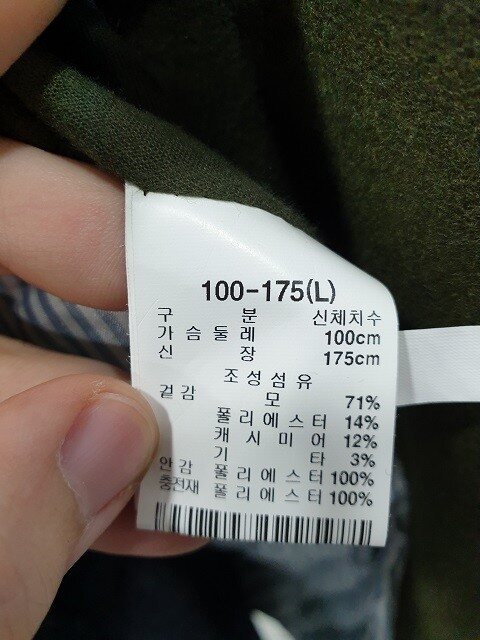 100-175(L)
구 분 신체치수
가슴둘레 100cm
신 장 175cm
조성섬유
겉감 모 71%
폴리에스터 14%
캐시미어 12%
기 타 3%
안감 폴리에스터 100%
충전재 폴리에스터 100%